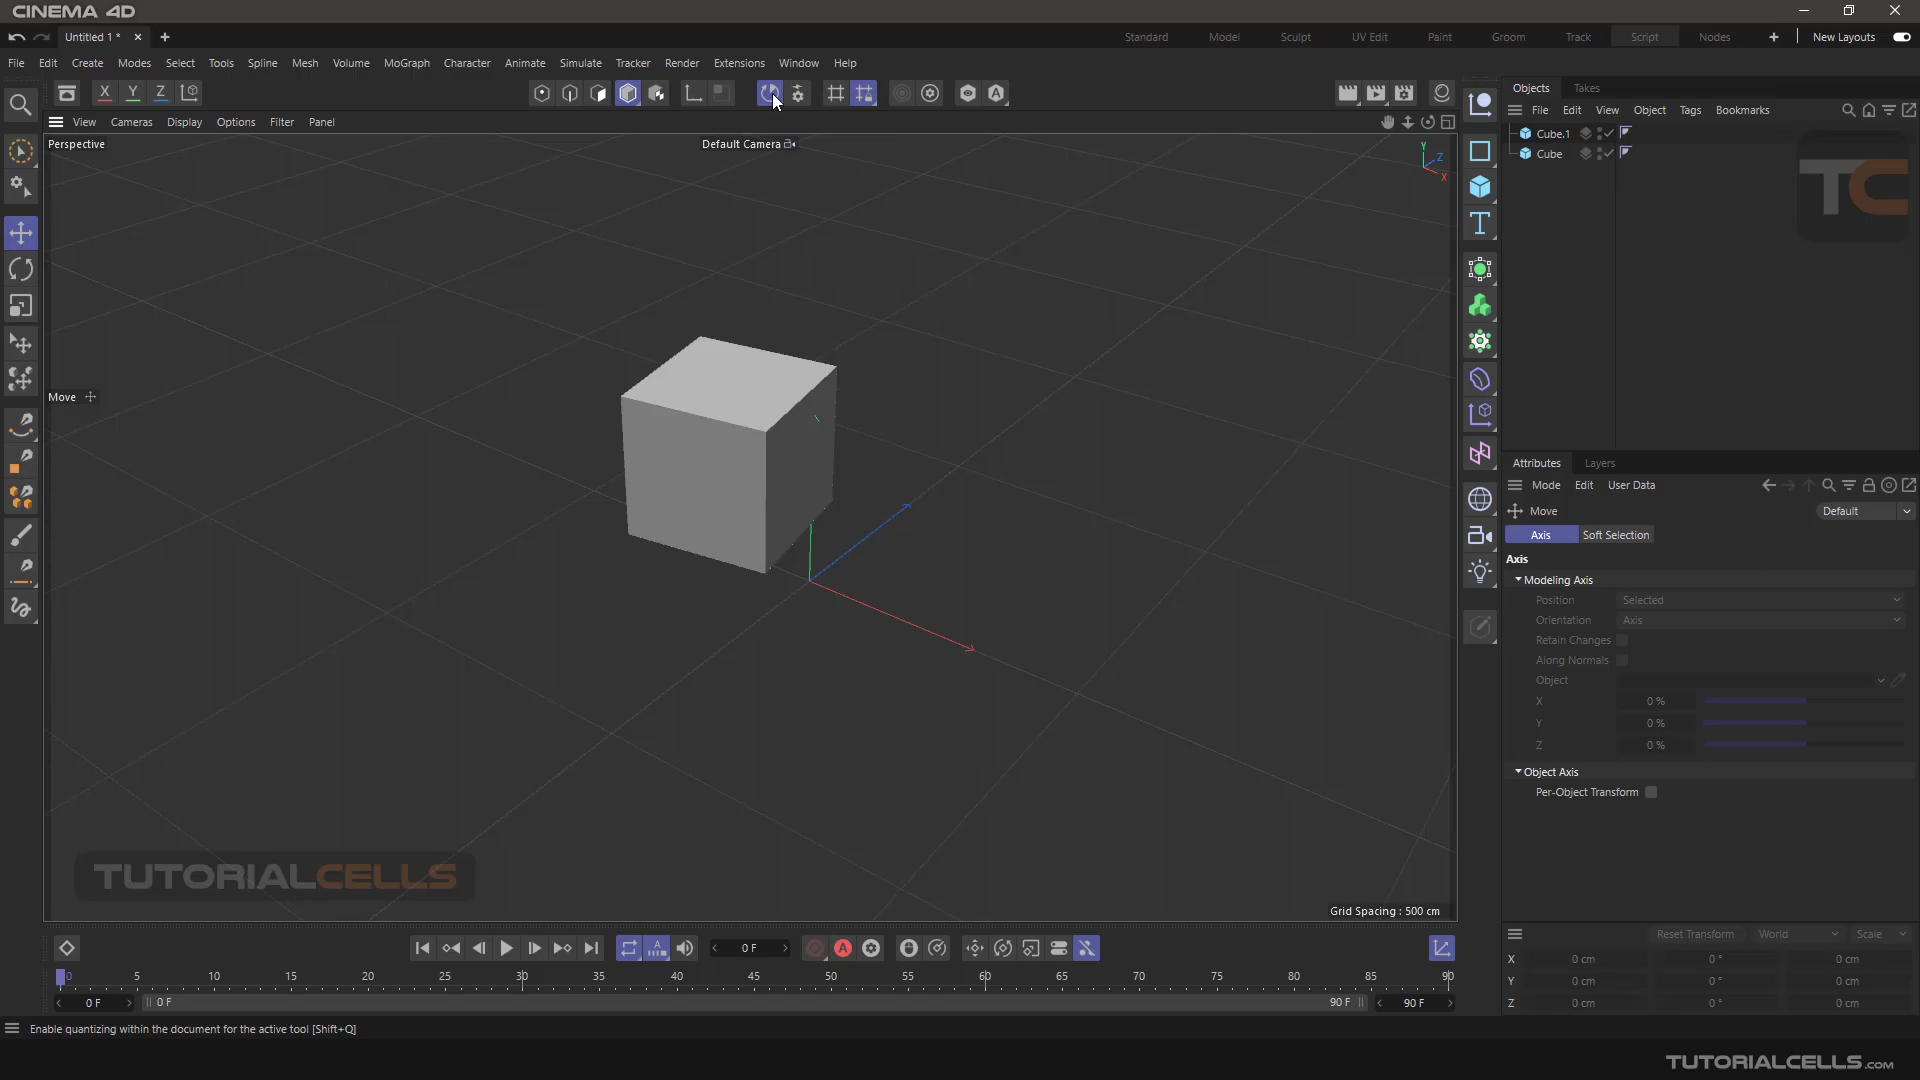 CINEMA 4D
Untitled 1 *
Standard Model Sculpt UV Edit Paint Groom Track Script Nodes New Layouts
File Edit Create Modes Select Tools Spline Mesh Volume MoGraph Character Animate Simulate Tracker Render Extensions Window Help
X Y Z
A
Objects Takes
File Edit View Object Tags Bookmarks
View Cameras Display Options Filter Panel
Perspective
Default Camera
Y
Z
X
Cube.1
Cube
TC
T
Move
Attributes Layers
Mode Edit User Data
Move Default
Axis Soft Selection
Axis
Modeling Axis
Position Selected
Orientation Axis
Retain Changes
Along Normals
Object
X 0 %
Y 0 %
Z 0 %
Object Axis
Per-Object Transform
TUTORIALCELLS
Grid Spacing : 500 cm
A 0 F A
0 5 10 15 20 25 30 35 40 45 50 55 60 65 70 75 80 85 90
0 F 0 F 90 F 90 F
Reset Transform World Scale
X 0 cm 0 ° 0 cm
Y 0 cm 0 ° 0 cm
Z 0 cm 0 ° 0 cm
Enable quantizing within the document for the active tool [Shift+Q]
TUTORIALCELLS.com